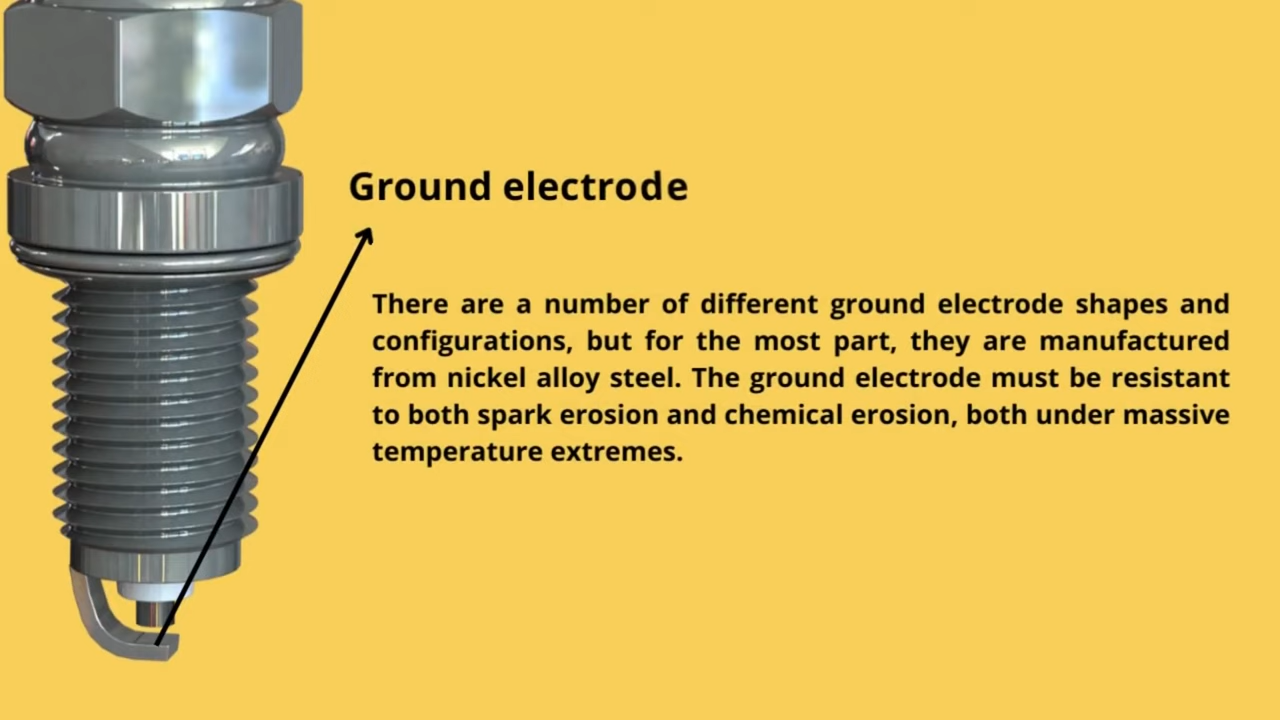 Ground electrode
There are a number of different ground electrode shapes and
configurations, but for the most part, they are manufactured
from nickel alloy steel. The ground electrode must be resistant
to both spark erosion and chemical erosion, both under massive
temperature extremes.